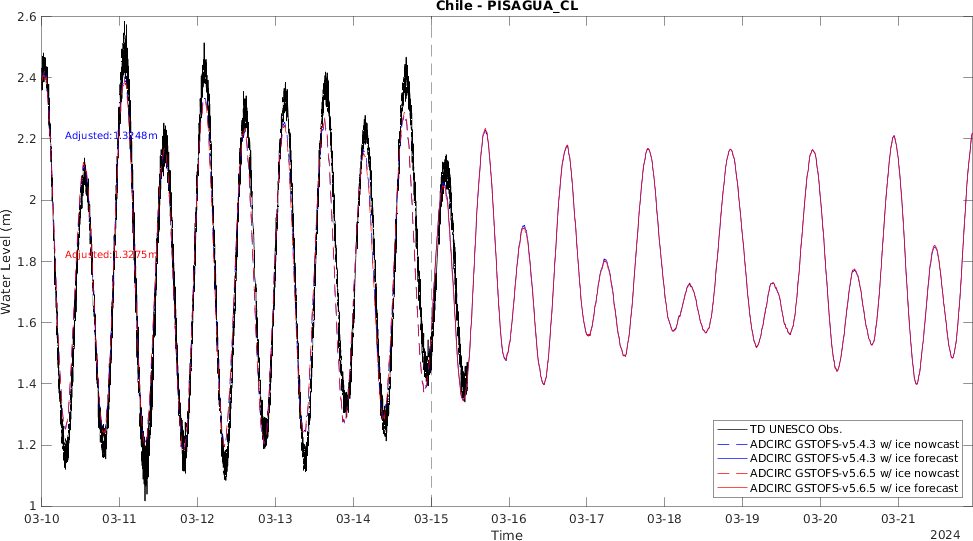 Chile - PISAGUA_CL
2.6
2.4
2.2
2
1.8
1.6
1.4
1.2
1
Water Level (m)
Adjusted:1.3248m
Adjusted:1.3275m
TD UNESCO Obs.
ADCIRC GSTOFS-v5.4.3 w/ ice nowcast
ADCIRC GSTOFS-v5.4.3 w/ ice forecast
ADCIRC GSTOFS-v5.6.5 w/ ice nowcast
ADCIRC GSTOFS-v5.6.5 w/ ice forecast
03-10 03-11 03-12 03-13 03-14 03-15 03-16 03-17 03-18 03-19 03-20 03-21
Time
2024